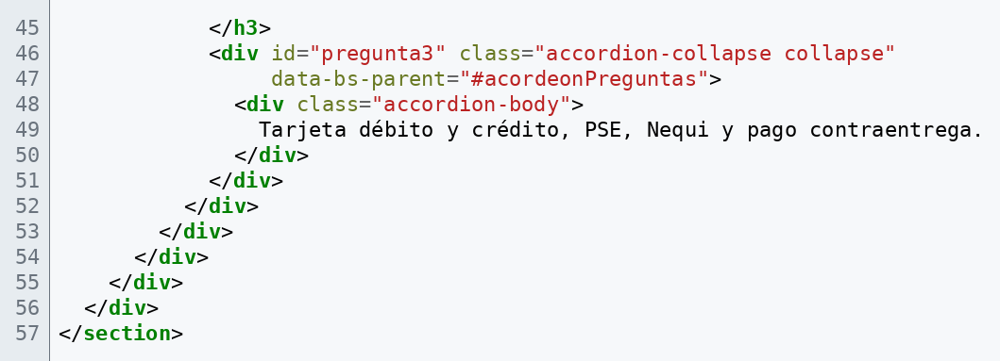 45 </h3>
46 <div id="pregunta3" class="accordion-collapse collapse"
47 data-bs-parent="#acordeonPreguntas">
48 <div class="accordion-body">
49 Tarjeta débito y crédito, PSE, Nequi y pago contraentrega.
50 </div>
51 </div>
52 </div>
53 </div>
54 </div>
55 </div>
56 </div>
57 </section>